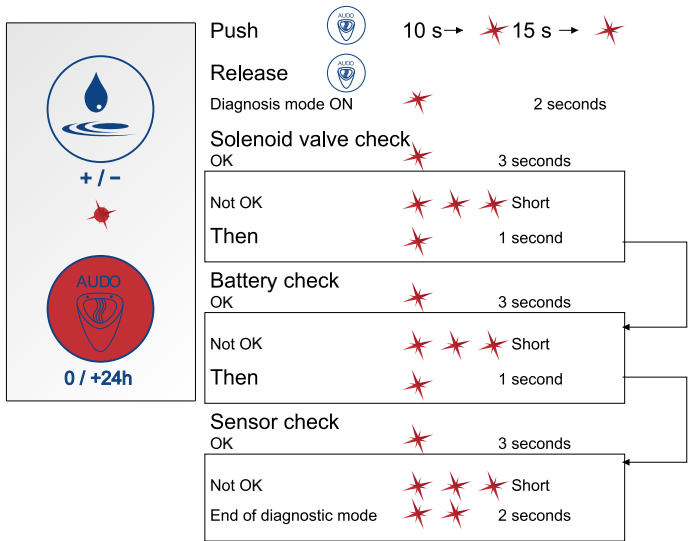 Push AUDO 10 s 15 s
Release AUDO
Diagnosis mode ON 2 seconds
Solenoid valve check
OK 3 seconds
+ / −
Not OK Short
Then 1 second
AUDO
Battery check
OK 3 seconds
Not OK Short
0 / +24h
Then 1 second
Sensor check
OK 3 seconds
Not OK Short
End of diagnostic mode 2 seconds